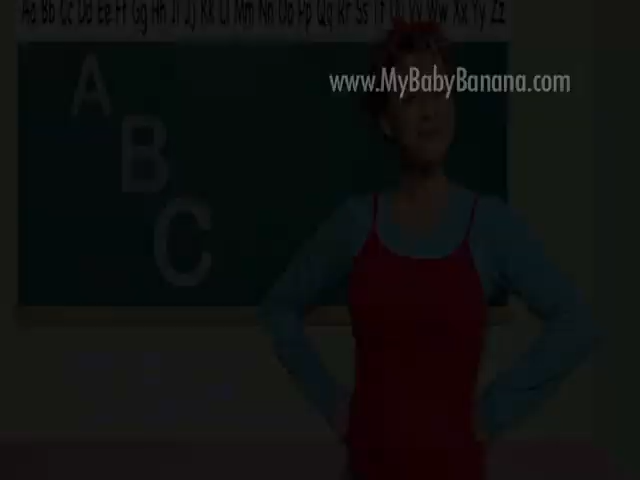 Aa Bb Cc Dd Ee Ff Gg Hh Ii Jj Kk Ll Mm Nn Oo Pp Qq Rr Ss Tt Uu Vv Ww Xx Yy Zz
www.MyBabyBanana.com
A
B
C